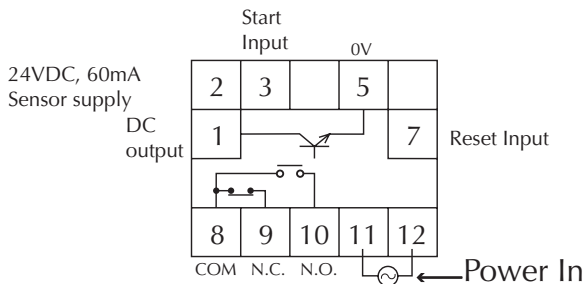 Start
Input
0V
24VDC, 60mA
Sensor supply
2 3 5
DC
output
1 7
Reset Input
8 9 10 11 12
COM N.C. N.O.
Power In